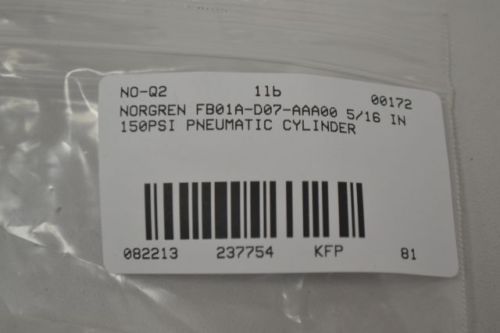 NO-Q2 1lb 00172
NORGREN FB01A-D07-AAA00 5/16 IN
150PSI PNEUMATIC CYLINDER
082213 237754 KFP 81